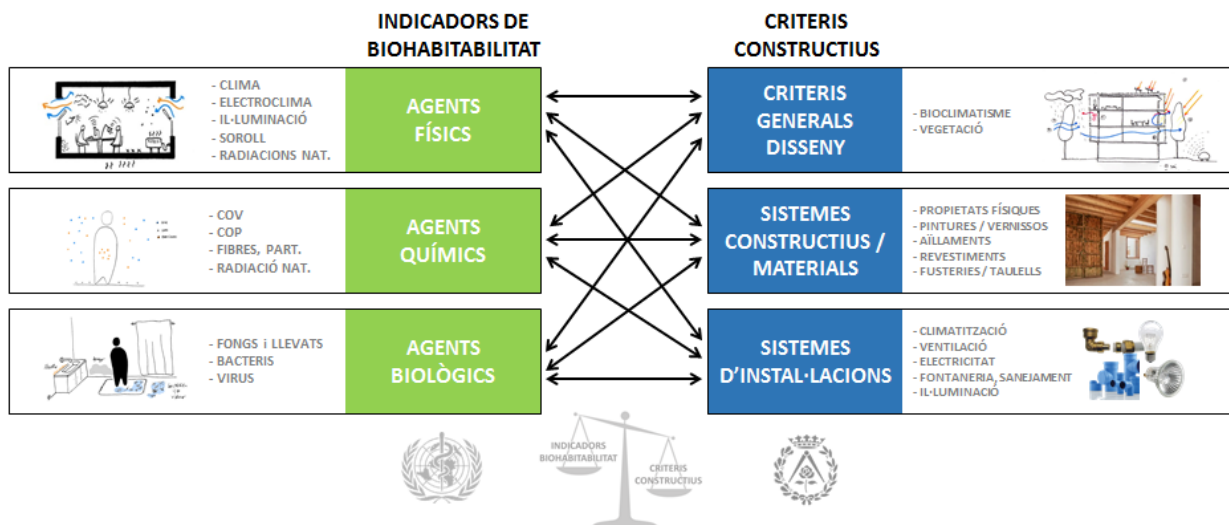 INDICADORS DE
BIOHABITABILITAT
CRITERIS
CONSTRUCTIUS
- CLIMA
- ELECTROCLIMA
- IL·LUMINACIÓ
- SOROLL
- RADIACIONS NAT.
AGENTS
FÍSICS
CRITERIS
GENERALS
DISSENY
- BIOCLIMATISME
- VEGETACIÓ
- COV
- COP
- FIBRES, PART.
- RADIACIÓ NAT.
AGENTS
QUÍMICS
SISTEMES
CONSTRUCTIUS /
MATERIALS
- PROPIETATS FÍSIQUES
- PINTURES / VERNISSOS
- AÏLLAMENTS
- REVESTIMENTS
- FUSTERIES / TAULELLS
- FONGS i LLEVATS
- BACTERIS
- VIRUS
AGENTS
BIOLÒGICS
SISTEMES
D'INSTAL·LACIONS
- CLIMATITZACIÓ
- VENTILACIÓ
- ELECTRICITAT
- FONTANERIA, SANEJAMENT
- IL·LUMINACIÓ
INDICADORS
BIOHABITABILITAT
CRITERIS
CONSTRUCTIUS